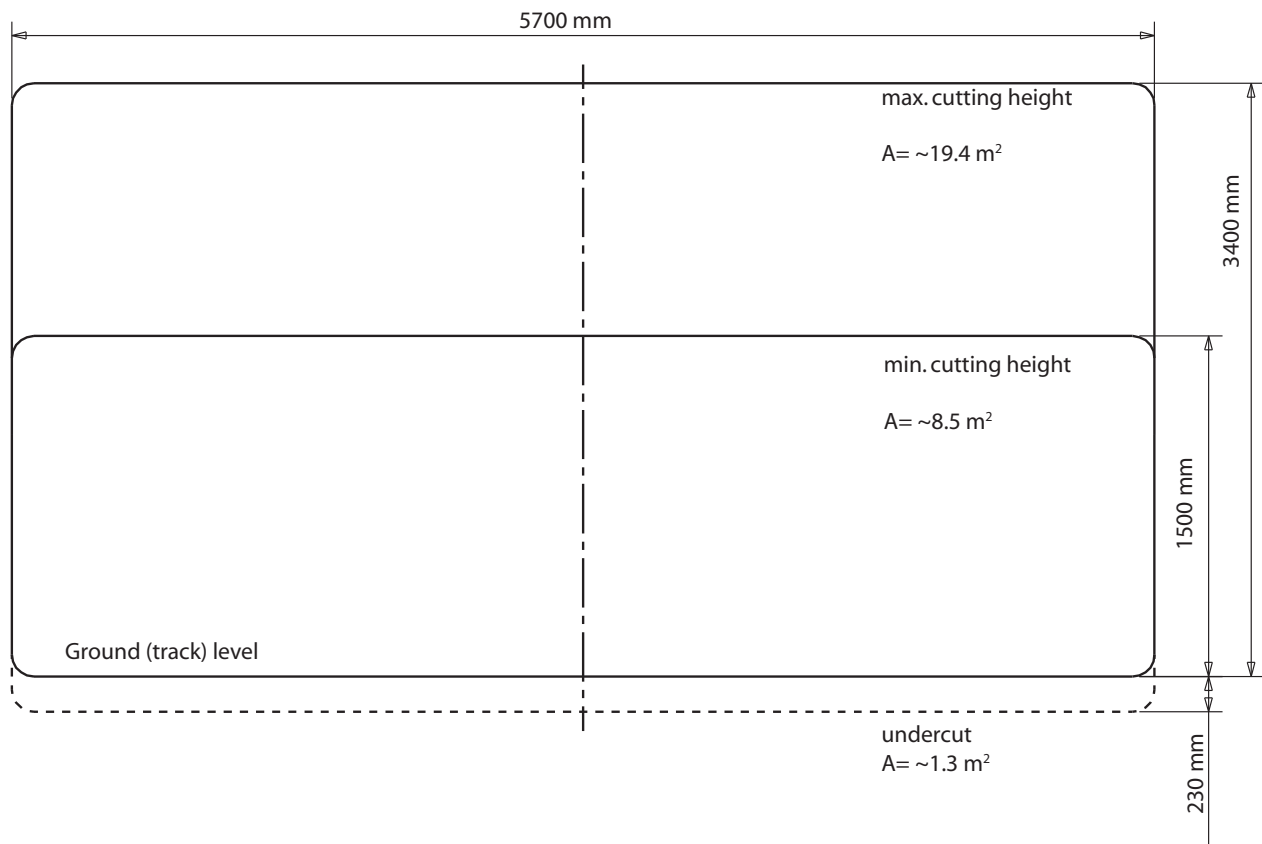 5700 mm
max. cutting height
A= ~19.4 m²
3400 mm
min. cutting height
A= ~8.5 m²
1500 mm
Ground (track) level
undercut
A= ~1.3 m²
230 mm